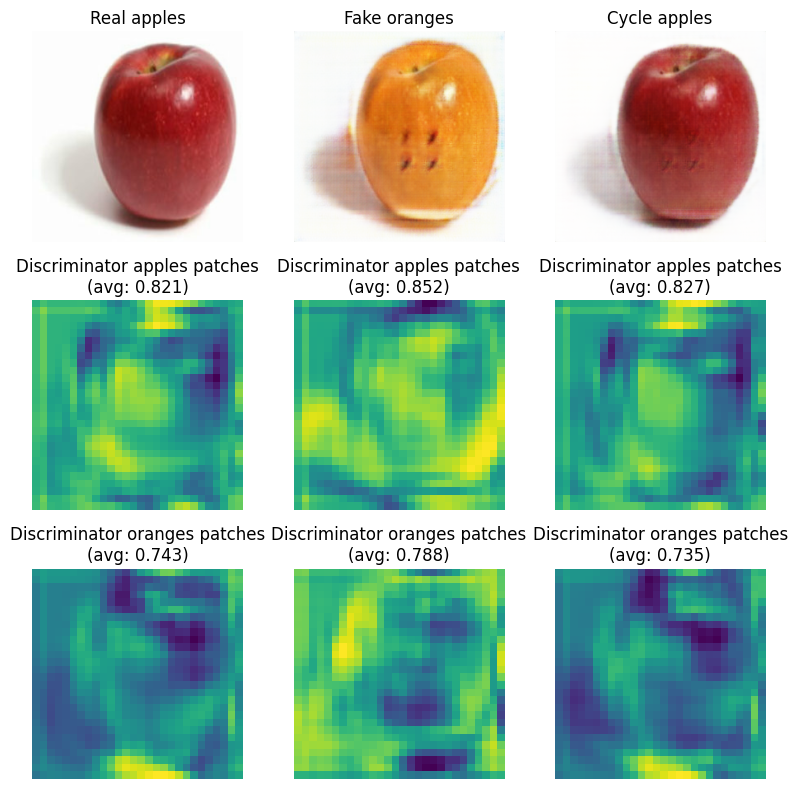 Real apples
Fake oranges
Cycle apples
Discriminator apples patches
(avg: 0.821)
Discriminator apples patches
(avg: 0.852)
Discriminator apples patches
(avg: 0.827)
Discriminator oranges patches
(avg: 0.743)
Discriminator oranges patches
(avg: 0.788)
Discriminator oranges patches
(avg: 0.735)